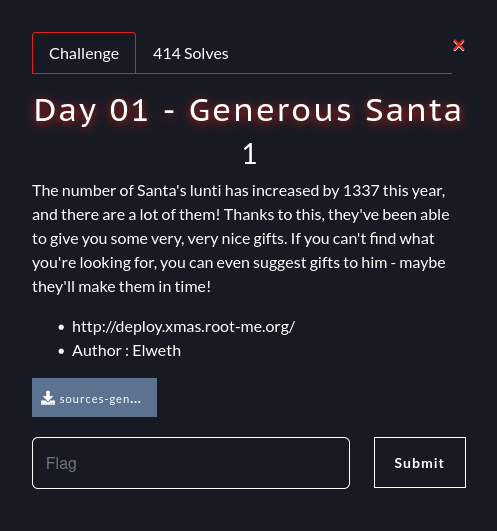 Challenge
414 Solves
Day 01 - Generous Santa
1
The number of Santa's lunti has increased by 1337 this year,
and there are a lot of them! Thanks to this, they've been able
to give you some very, very nice gifts. If you can't find what
you're looking for, you can even suggest gifts to him - maybe
they'll make them in time!
• http://deploy.xmas.root-me.org/
• Author : Elweth
sources-gen...
Flag
Submit